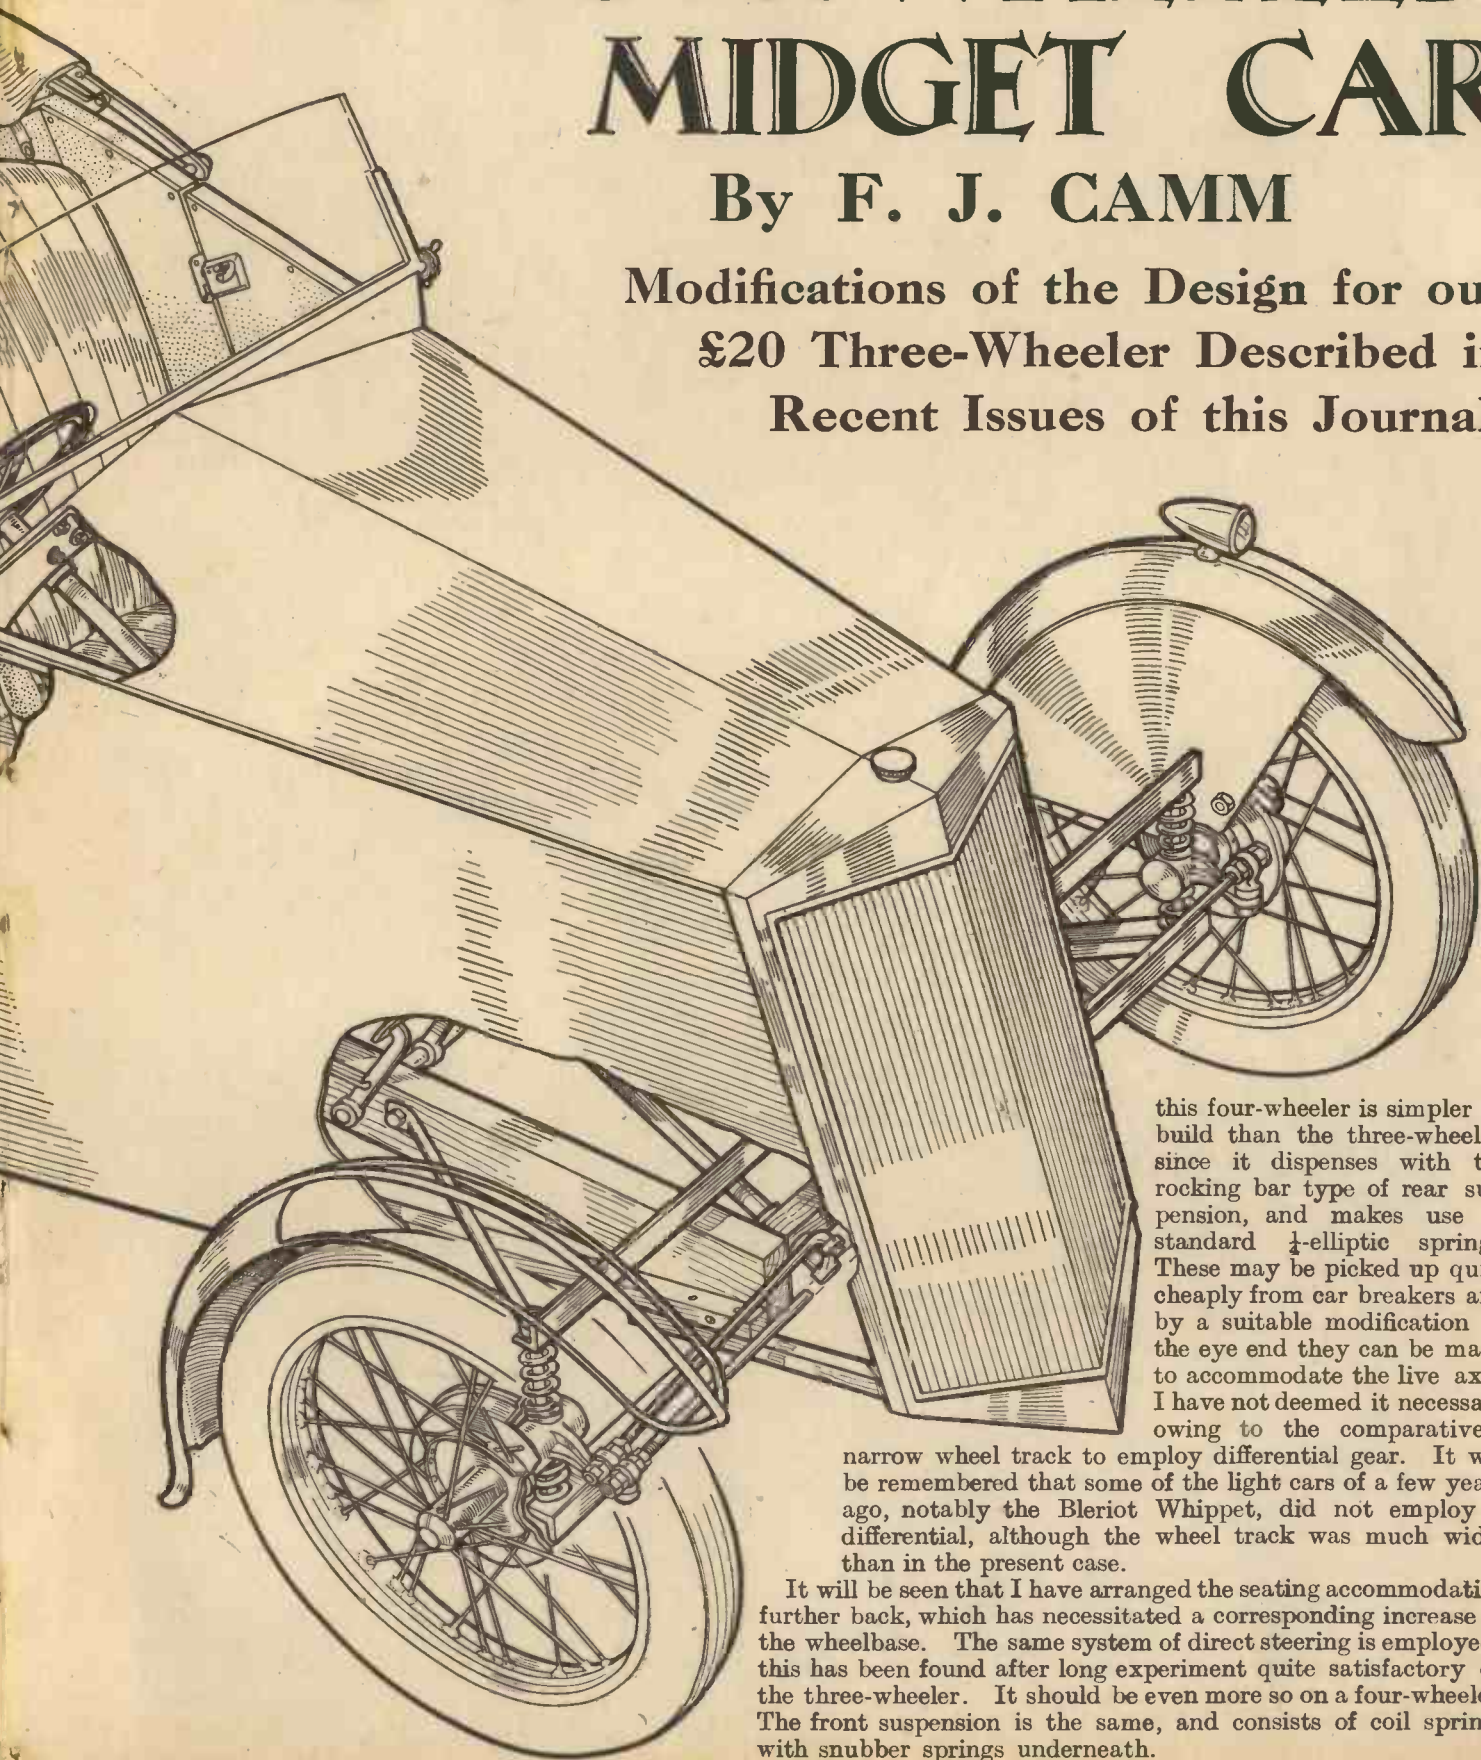 MIDGET CAR
By F. J. CAMM
Modifications of the Design for ou
£20 Three-Wheeler Described i
Recent Issues of this Journal
this four-wheeler is simpler
build than the three-wheel
since it dispenses with t
rocking bar type of rear su
pension, and makes use
standard ¼-elliptic spring
These may be picked up qui
cheaply from car breakers a
by a suitable modification
the eye end they can be ma
to accommodate the live ax
I have not deemed it necessa
owing to the comparative
narrow wheel track to employ differential gear. It w
be remembered that some of the light cars of a few yea
ago, notably the Bleriot Whippet, did not employ
differential, although the wheel track was much wid
than in the present case.
It will be seen that I have arranged the seating accommodati
further back, which has necessitated a corresponding increase
the wheelbase. The same system of direct steering is employe
this has been found after long experiment quite satisfactory
the three-wheeler. It should be even more so on a four-wheele
The front suspension is the same, and consists of coil sprin
with snubber springs underneath.